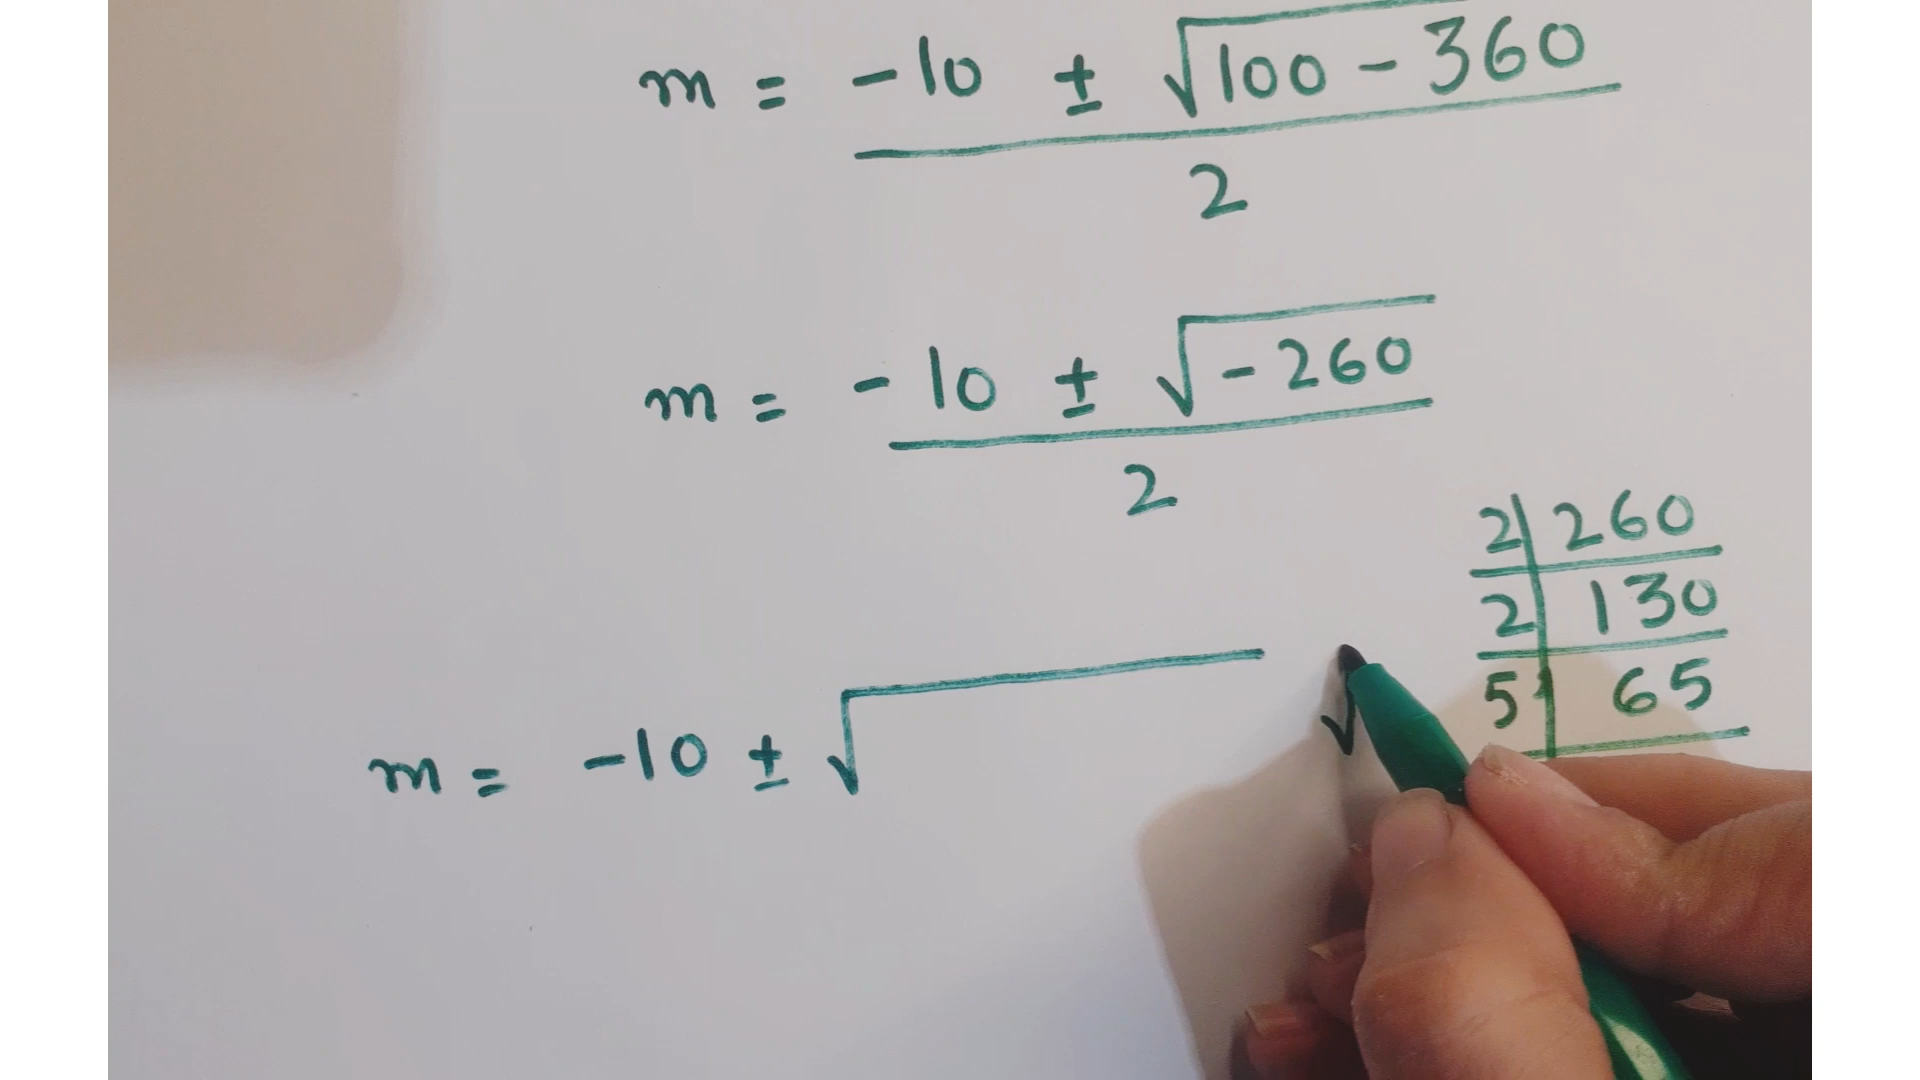 m = -10 ± √100 - 360
2
m = -10 ± √-260
2
2 260
2 130
5 65
m = -10 ± √ √